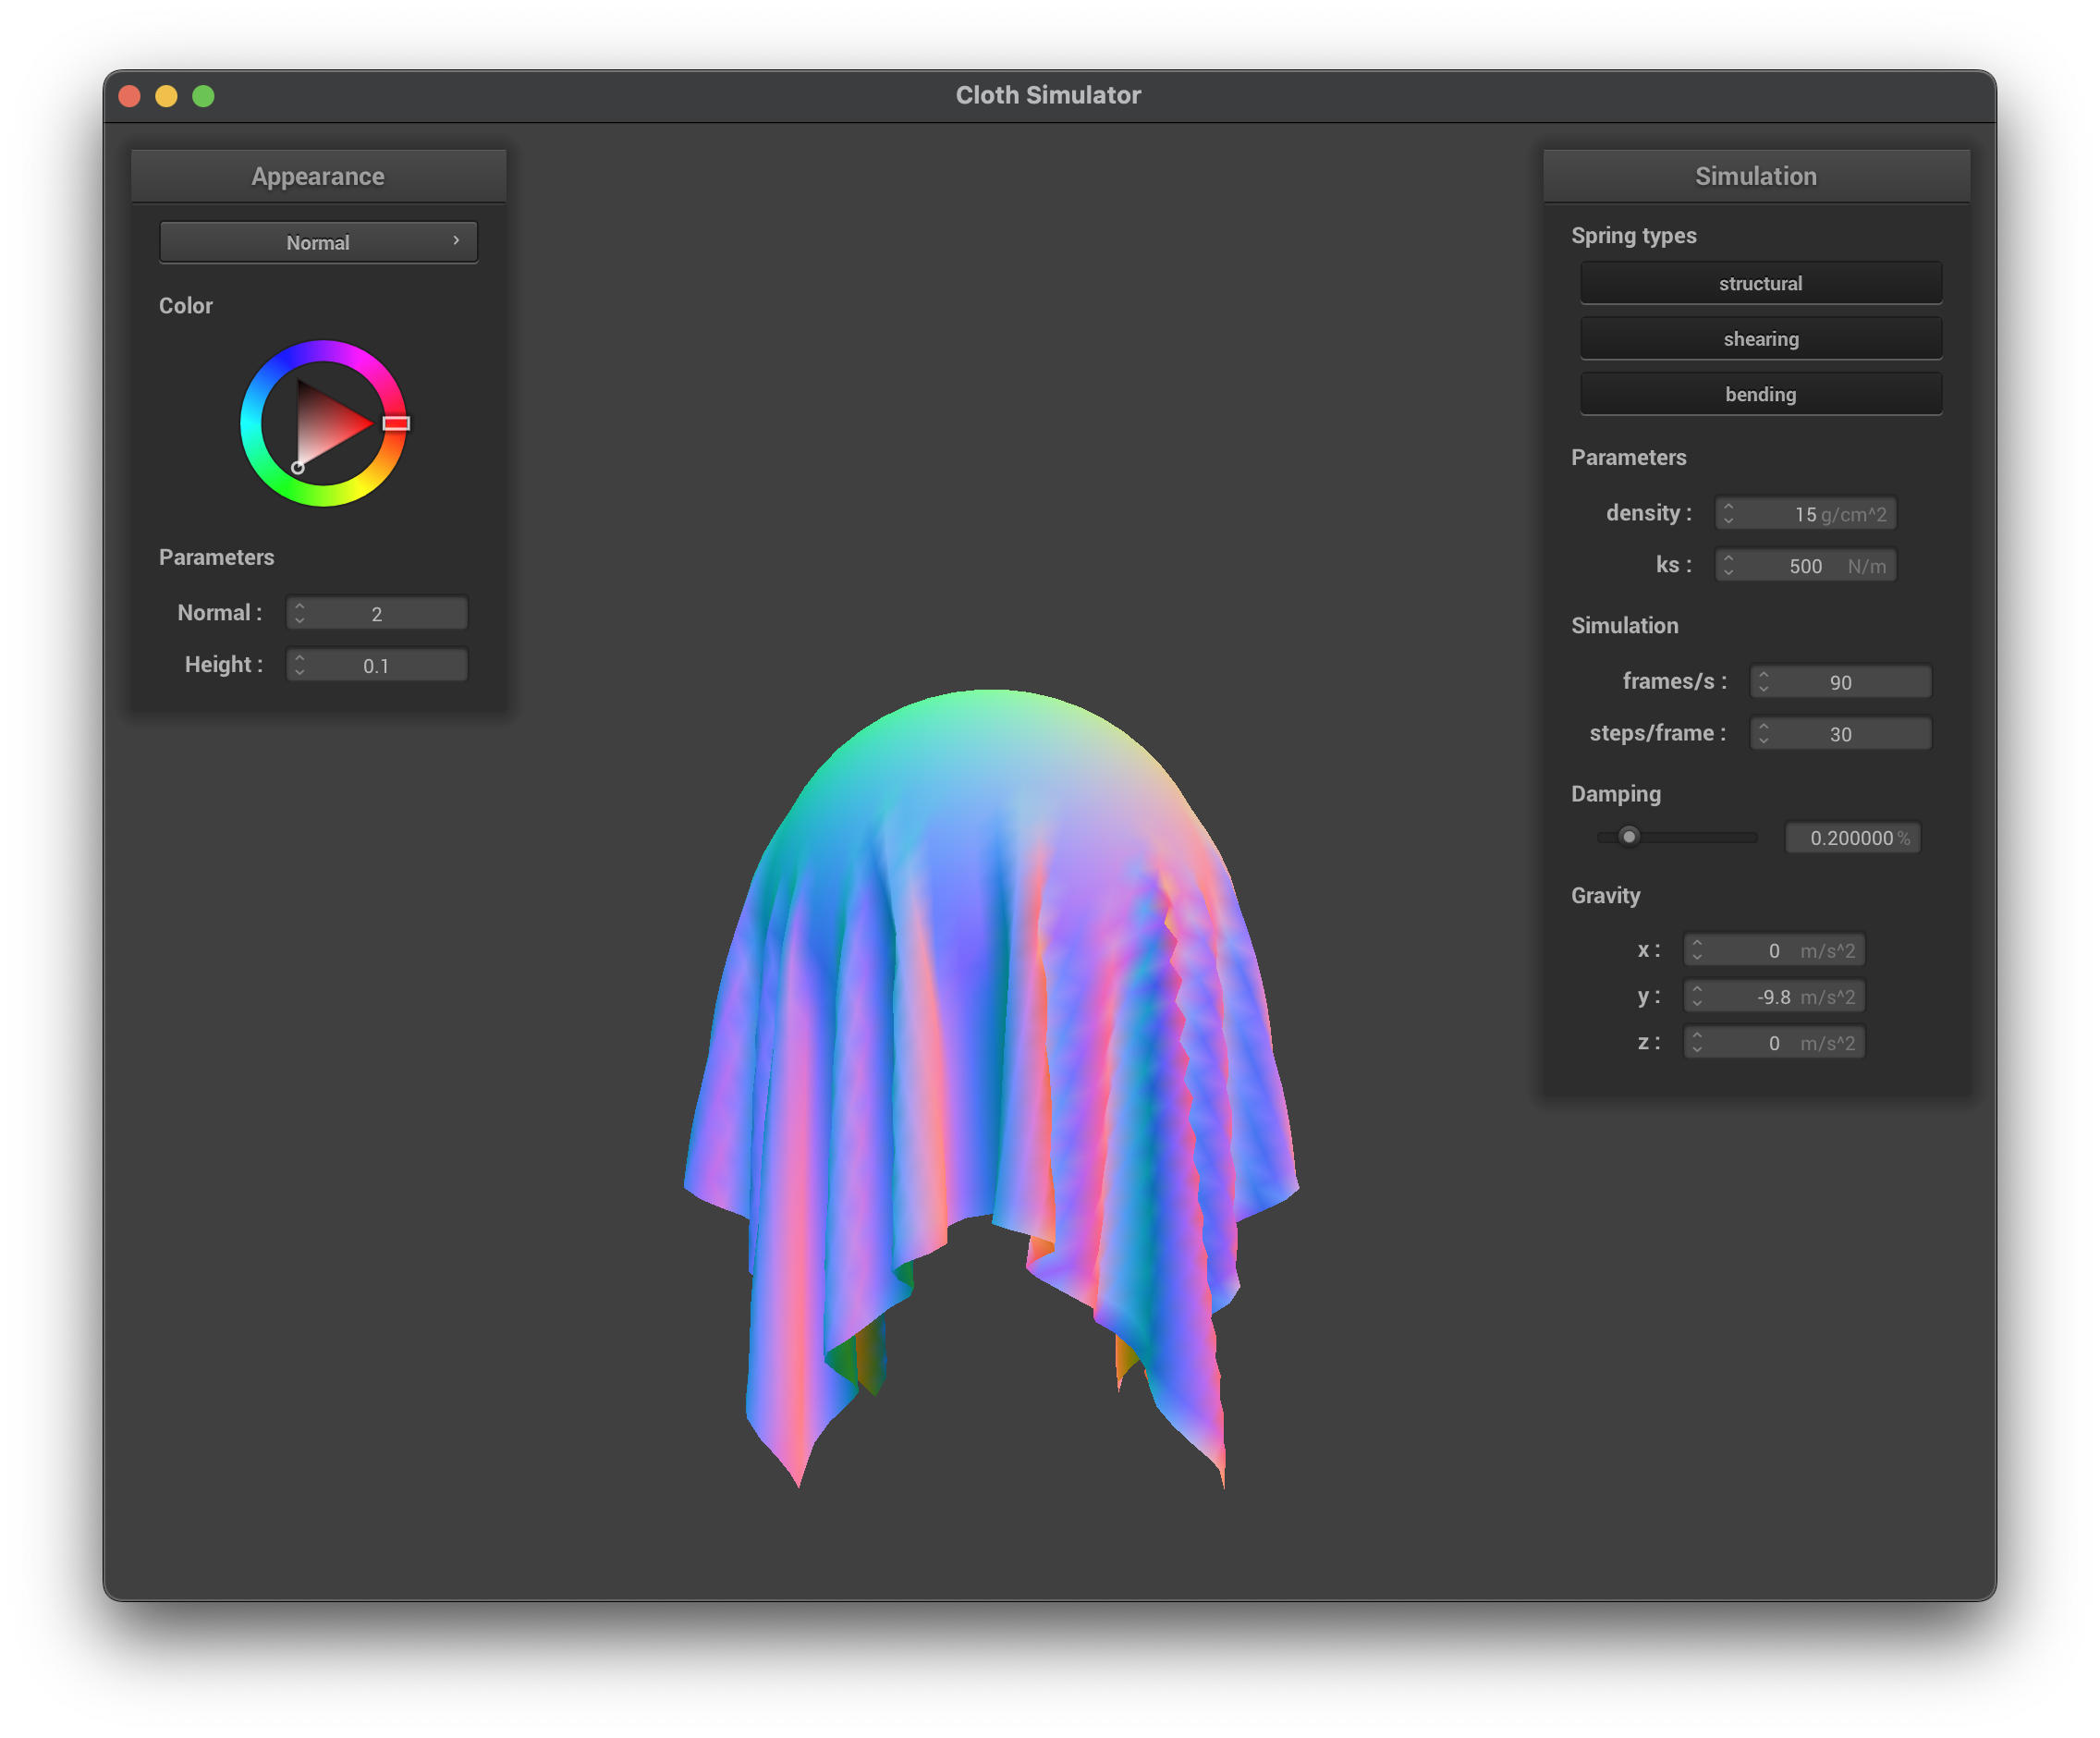 Cloth Simulator
Appearance
Normal
Color
Parameters
Normal :
2
Height :
0.1
Simulation
Spring types
structural
shearing
bending
Parameters
density :
15 g/cm^2
ks :
500 N/m
Simulation
frames/s :
90
steps/frame :
30
Damping
0.200000 %
Gravity
x :
0 m/s^2
y :
-9.8 m/s^2
z :
0 m/s^2